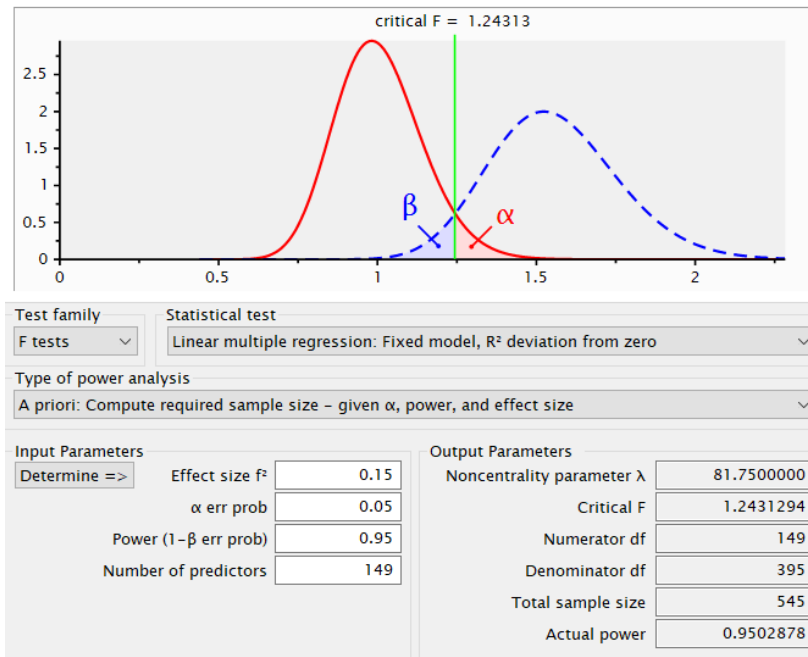 critical F = 1.24313
2.5
2
1.5
1
0.5
0
β
α
0
0.5
1
1.5
2
Test family
Statistical test
F tests
Linear multiple regression: Fixed model, R² deviation from zero
Type of power analysis
A priori: Compute required sample size – given α, power, and effect size
Input Parameters
Output Parameters
Determine =>
Effect size f²
0.15
Noncentrality parameter λ
81.7500000
α err prob
0.05
Critical F
1.2431294
Power (1-β err prob)
0.95
Numerator df
149
Number of predictors
149
Denominator df
395
Total sample size
545
Actual power
0.9502878